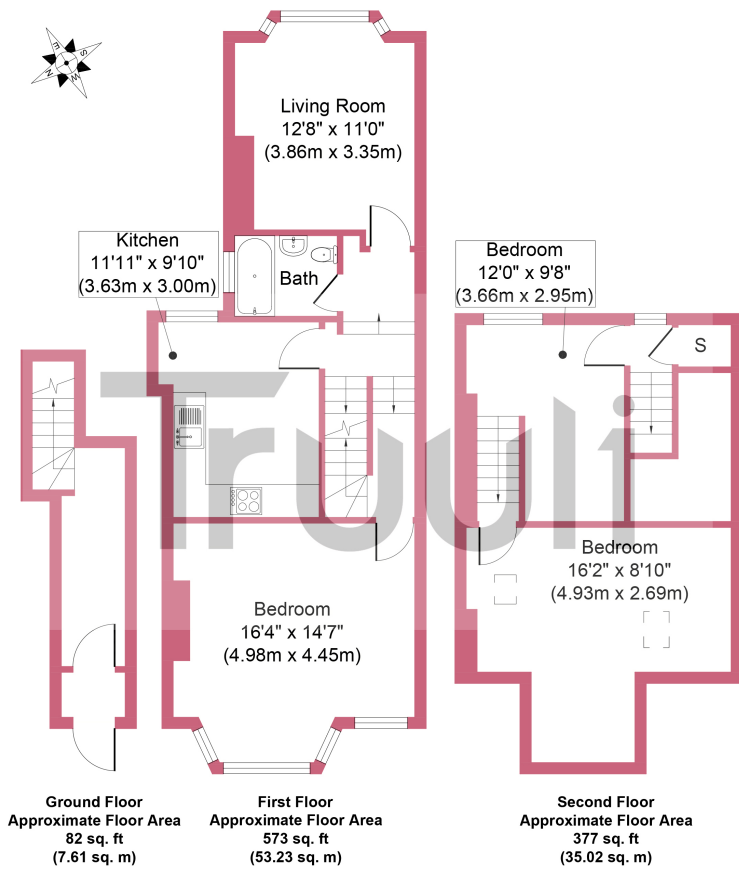 E
S
N
W
Living Room
12'8" x 11'0"
(3.86m x 3.35m)
Kitchen
11'11" x 9'10"
(3.63m x 3.00m)
Bath
Bedroom
12'0" x 9'8"
(3.66m x 2.95m)
S
Truuli
Bedroom
16'4" x 14'7"
(4.98m x 4.45m)
Bedroom
16'2" x 8'10"
(4.93m x 2.69m)
Ground Floor
Approximate Floor Area
82 sq. ft
(7.61 sq. m)
First Floor
Approximate Floor Area
573 sq. ft
(53.23 sq. m)
Second Floor
Approximate Floor Area
377 sq. ft
(35.02 sq. m)